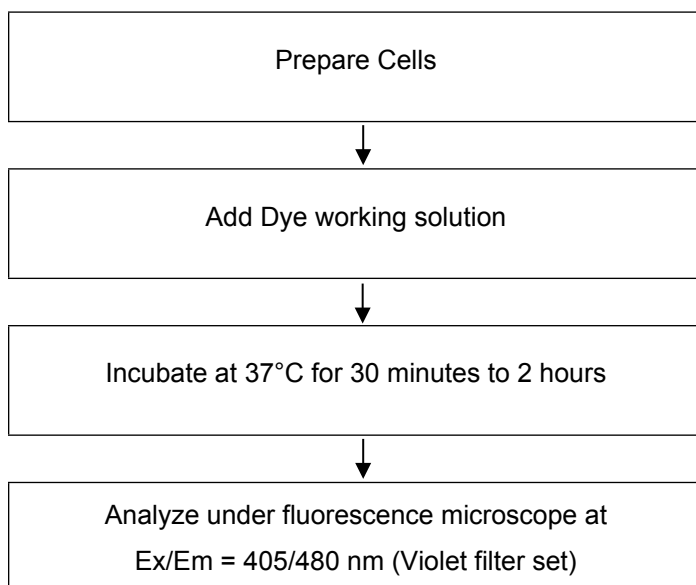 Prepare Cells
Add Dye working solution
Incubate at 37°C for 30 minutes to 2 hours
Analyze under fluorescence microscope at
Ex/Em = 405/480 nm (Violet filter set)